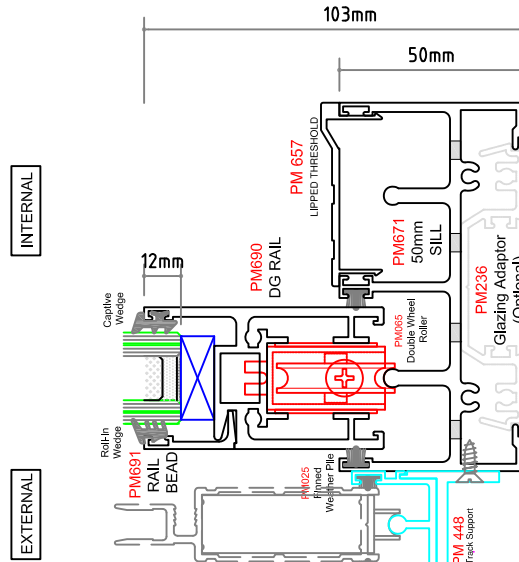 103mm
50mm
PM 657
LIPPED THRESHOLD
INTERNAL
PM671
50mm
SILL
PM690
DG RAIL
12mm
PM236
Glazing Adaptor
(Optional)
Captive
Wedge
PM065
Double Wheel
Roller
Roll-In
Wedge
PM691
RAIL
BEAD
PM025
Finned
Weather Pile
EXTERNAL
PM 448
Track Support